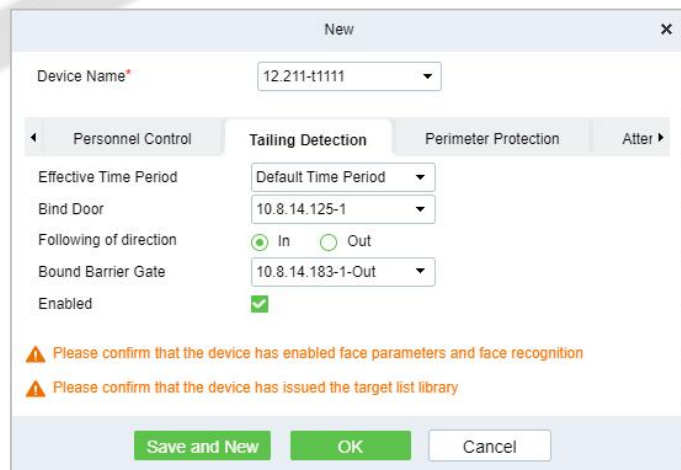 New
Device Name*
12.211-t1111
Personnel Control
Tailing Detection
Perimeter Protection
Atter
Effective Time Period
Default Time Period
Bind Door
10.8.14.125-1
Following of direction
In
Out
Bound Barrier Gate
10.8.14.183-1-Out
Enabled
Please confirm that the device has enabled face parameters and face recognition
Please confirm that the device has issued the target list library
Save and New
OK
Cancel